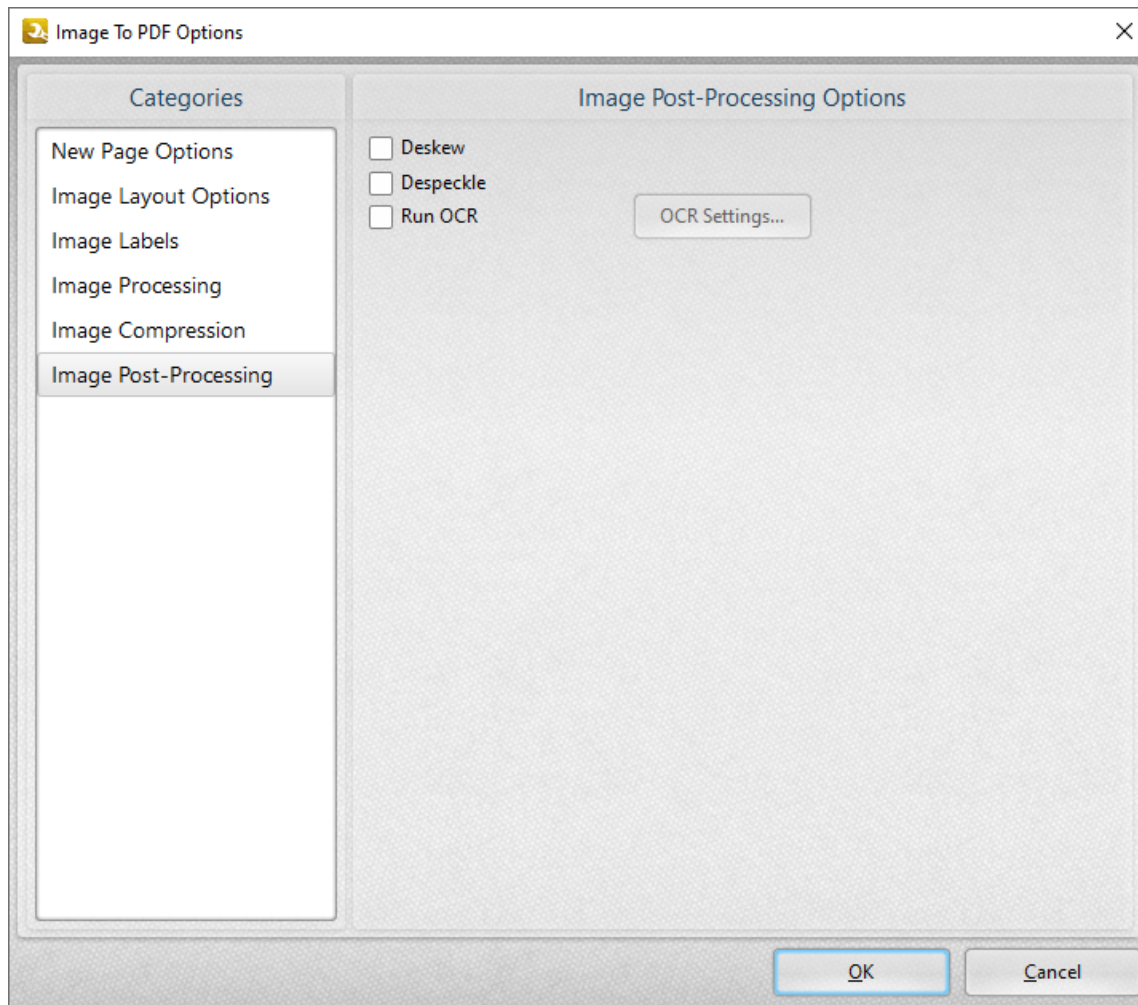 Image To PDF Options
Categories
New Page Options
Image Layout Options
Image Labels
Image Processing
Image Compression
Image Post-Processing
Image Post-Processing Options
Deskew
Despeckle
Run OCR
OCR Settings...
OK
Cancel